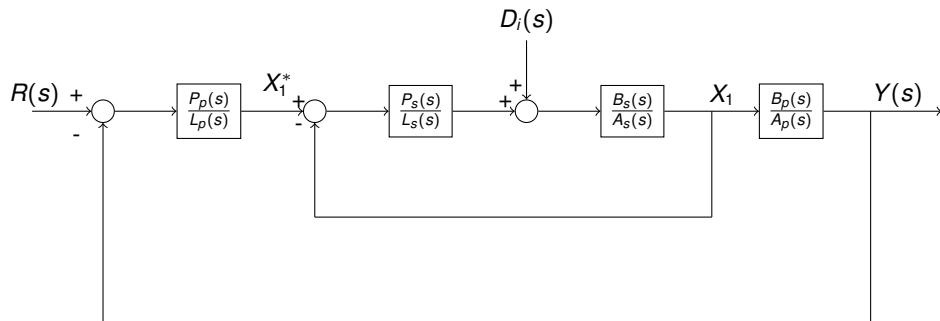 D_i(s)
R(s)
+
-
P_p(s)
L_p(s)
X_1^*
+
-
P_s(s)
L_s(s)
+
+
B_s(s)
A_s(s)
X_1
B_p(s)
A_p(s)
Y(s)